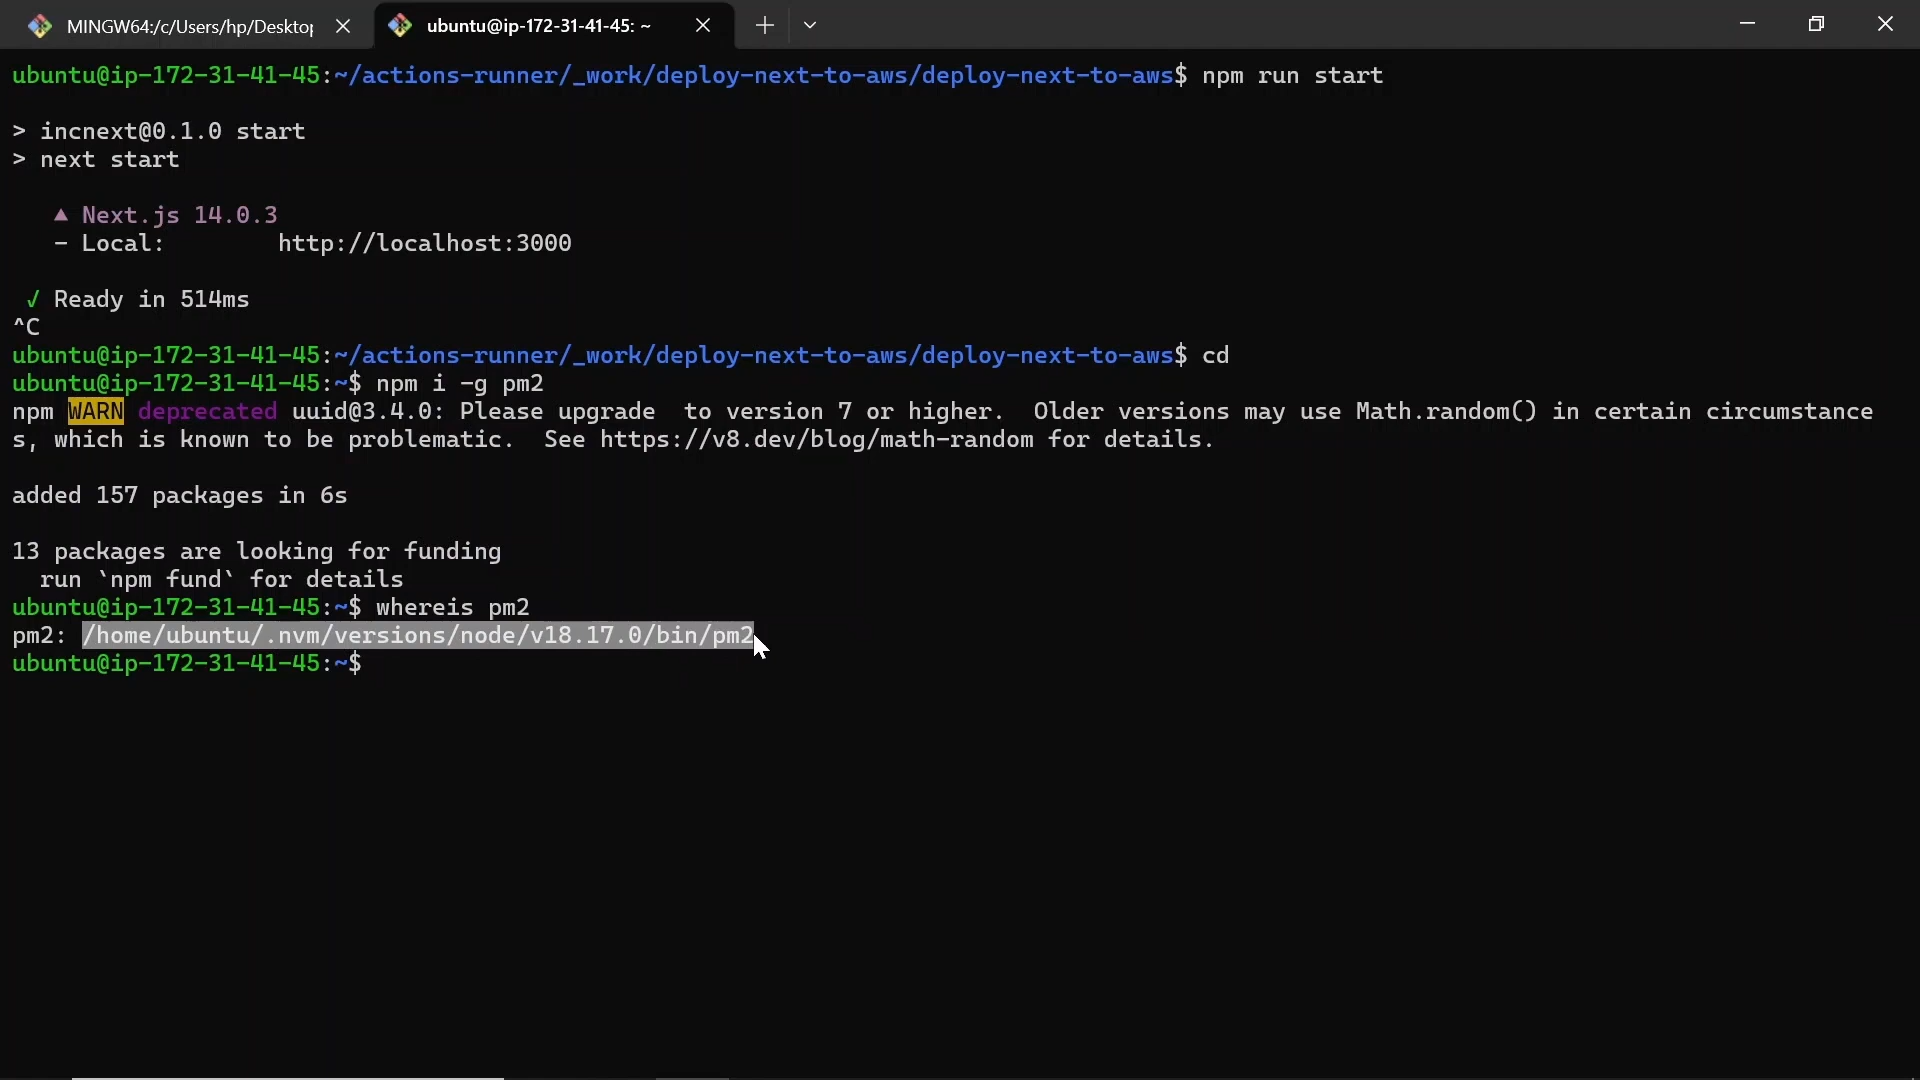 MINGW64:/c/Users/hp/Desktop
ubuntu@ip-172-31-41-45: ~
ubuntu@ip-172-31-41-45:~/actions-runner/_work/deploy-next-to-aws/deploy-next-to-aws$ npm run start
> incnext@0.1.0 start
> next start
▲ Next.js 14.0.3
- Local: http://localhost:3000
✓ Ready in 514ms
^C
ubuntu@ip-172-31-41-45:~/actions-runner/_work/deploy-next-to-aws/deploy-next-to-aws$ cd
ubuntu@ip-172-31-41-45:~$ npm i -g pm2
npm WARN deprecated uuid@3.4.0: Please upgrade  to version 7 or higher.  Older versions may use Math.random() in certain circumstance
s, which is known to be problematic.  See https://v8.dev/blog/math-random for details.
added 157 packages in 6s
13 packages are looking for funding
run `npm fund` for details
ubuntu@ip-172-31-41-45:~$ whereis pm2
pm2: /home/ubuntu/.nvm/versions/node/v18.17.0/bin/pm2
ubuntu@ip-172-31-41-45:~$